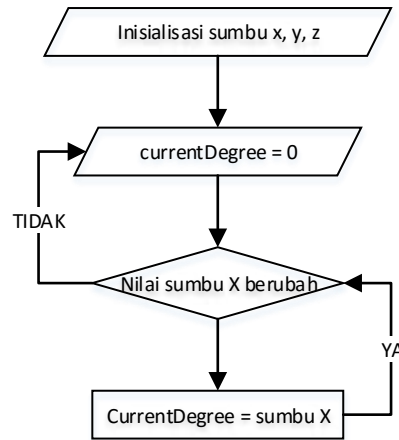 Inisialisasi sumbu x, y, z
currentDegree = 0
TIDAK
Nilai sumbu X berubah
YA
CurrentDegree = sumbu X